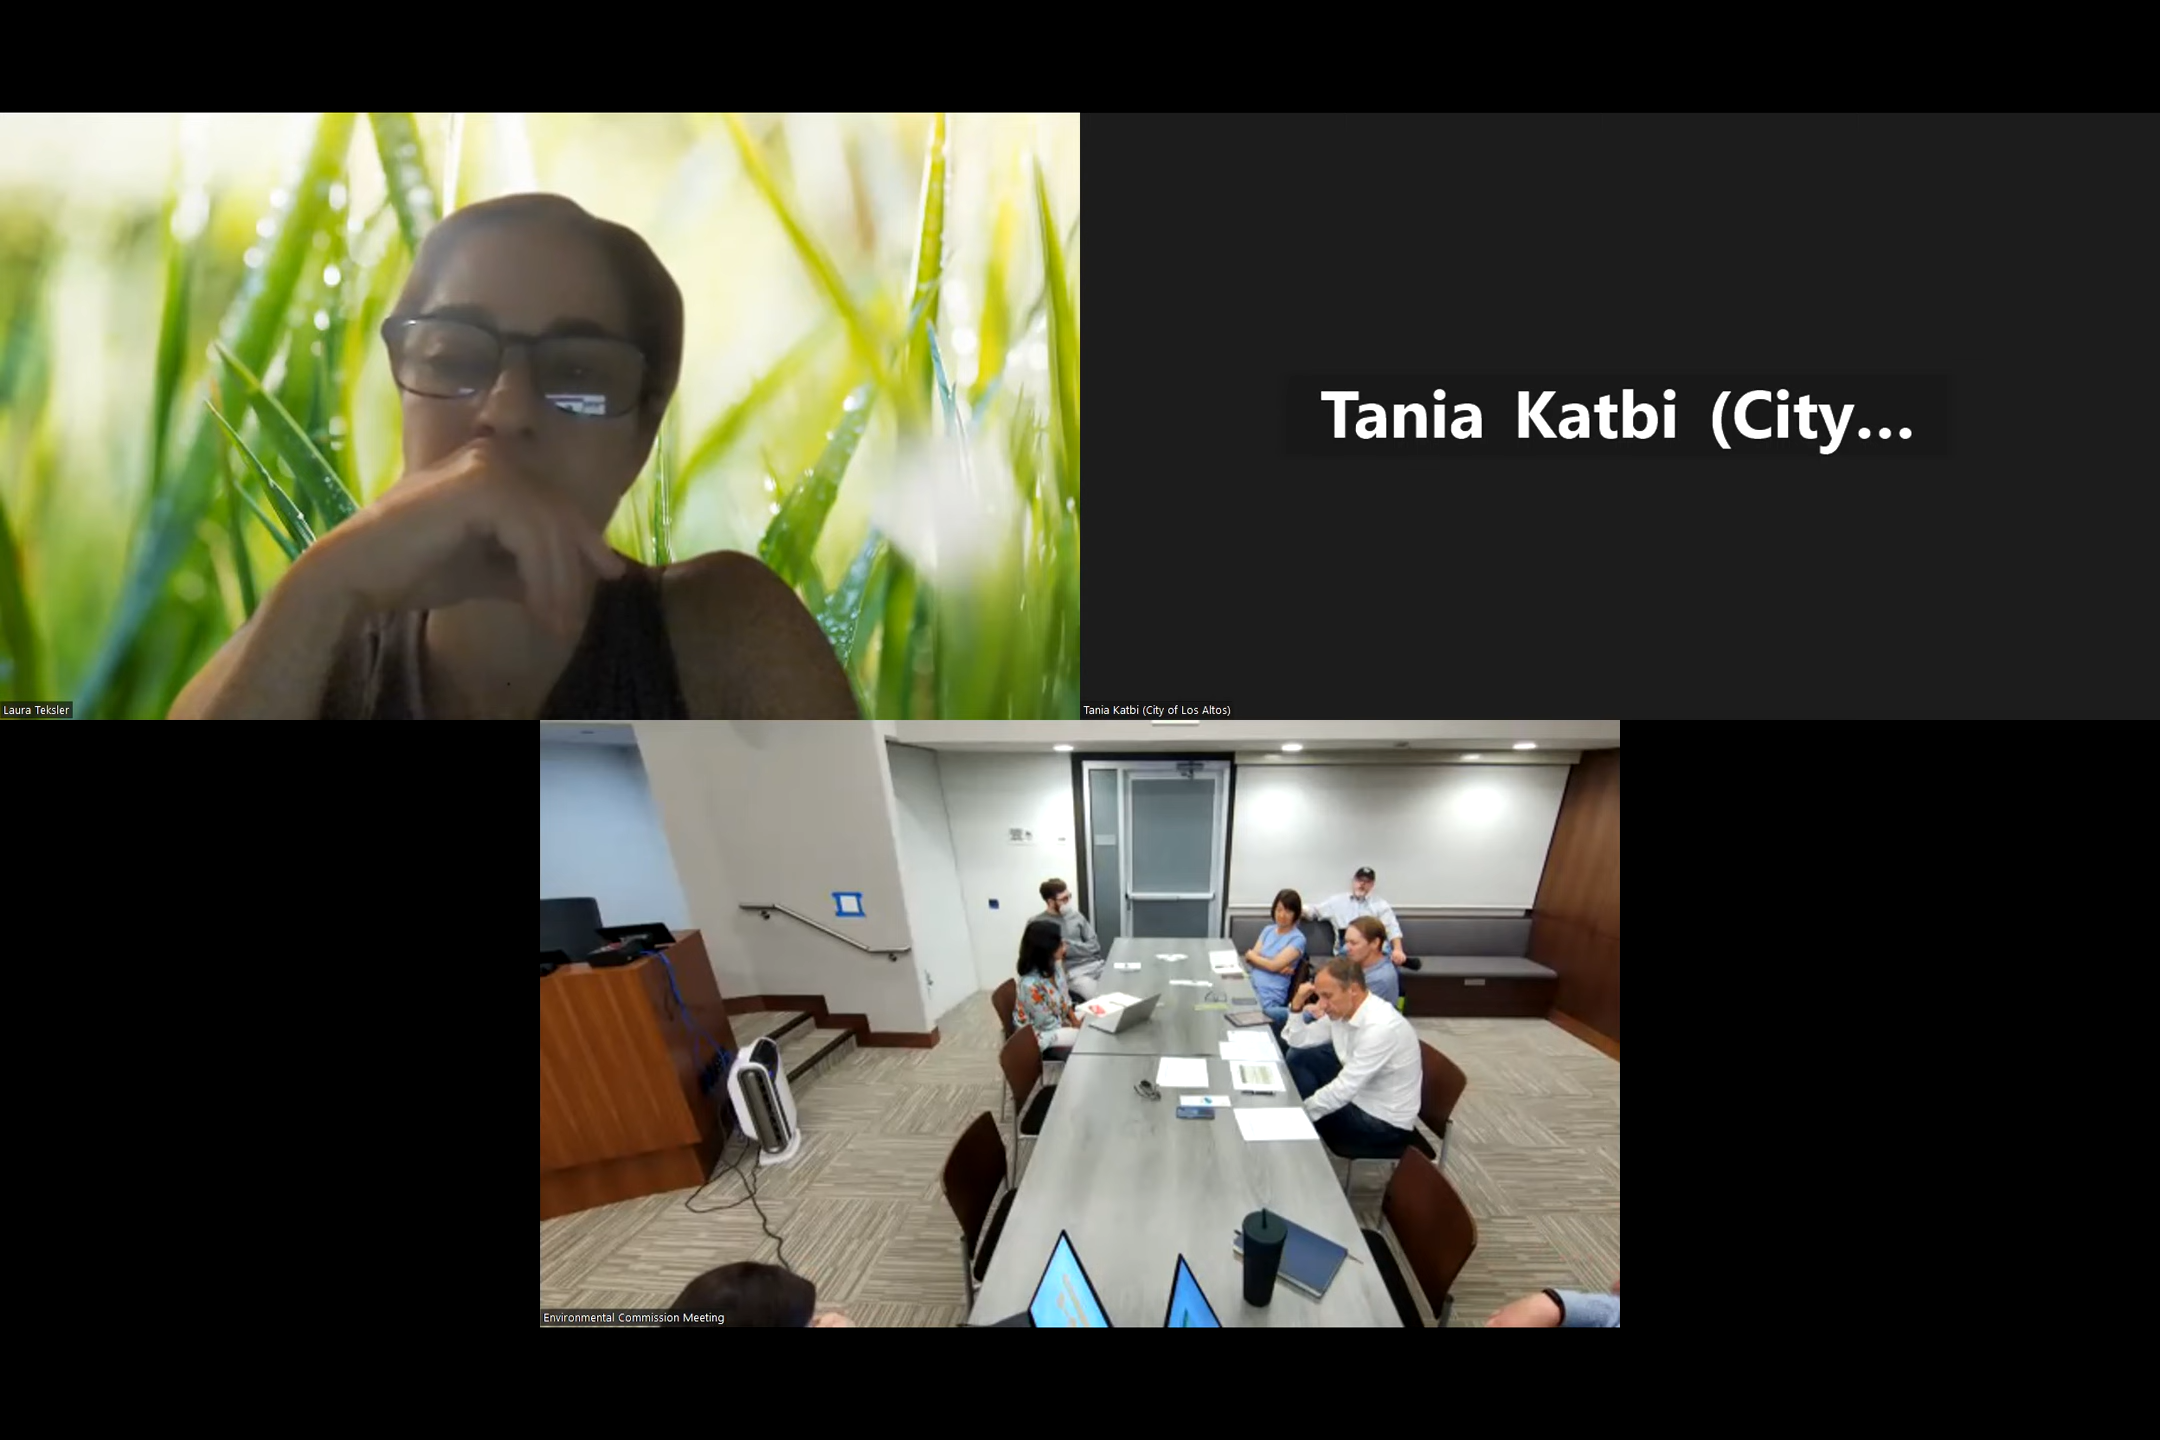 Tania Katbi (City...
Laura Teksler
Tania Katbi (City of Los Altos)
Environmental Commission Meeting